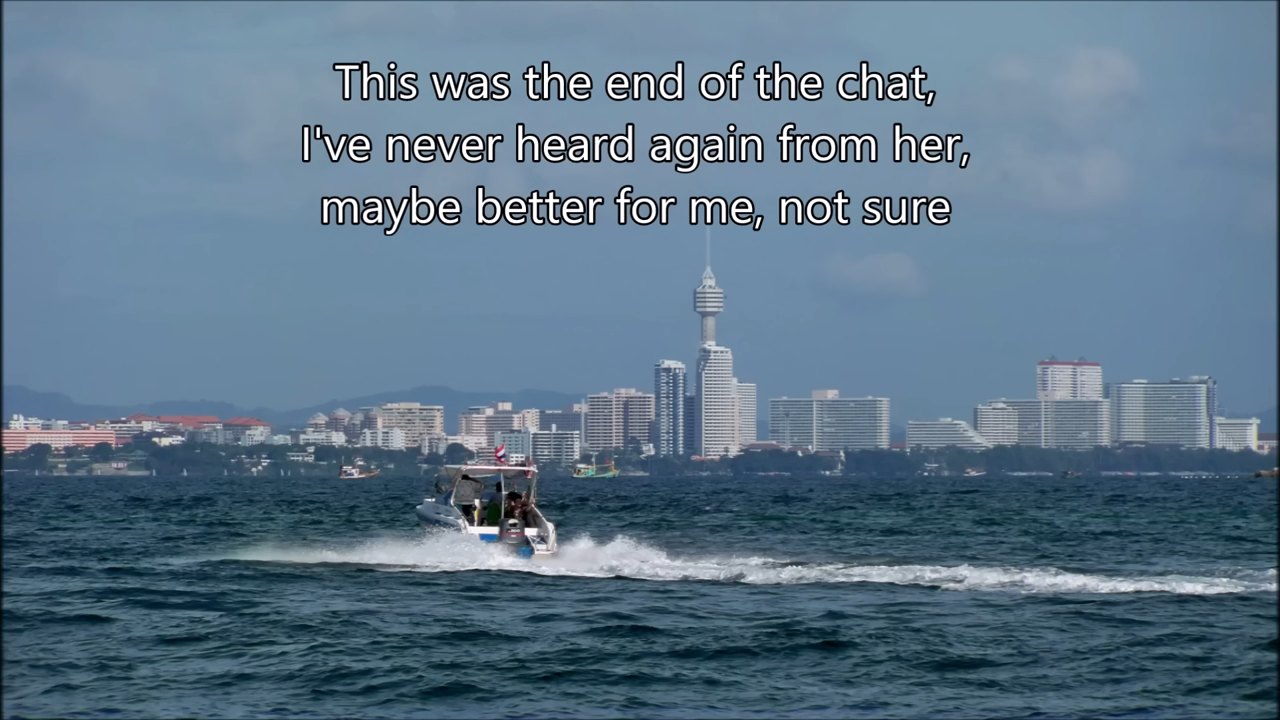 This was the end of the chat,
I've never heard again from her,
maybe better for me, not sure